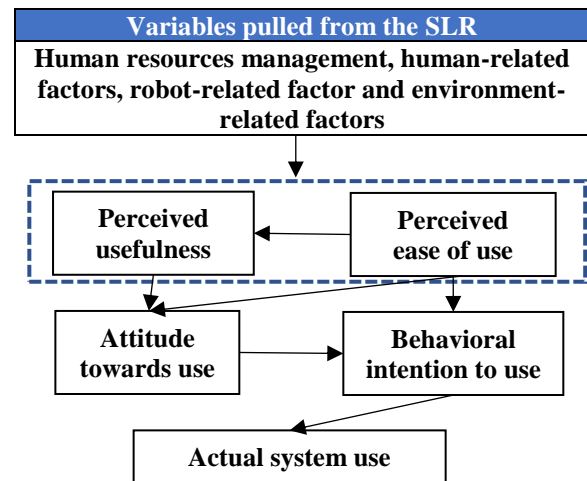 Variables pulled from the SLR
Human resources management, human-related
factors, robot-related factor and environment-
related factors
Perceived
usefulness
Perceived
ease of use
Attitude
towards use
Behavioral
intention to use
Actual system use